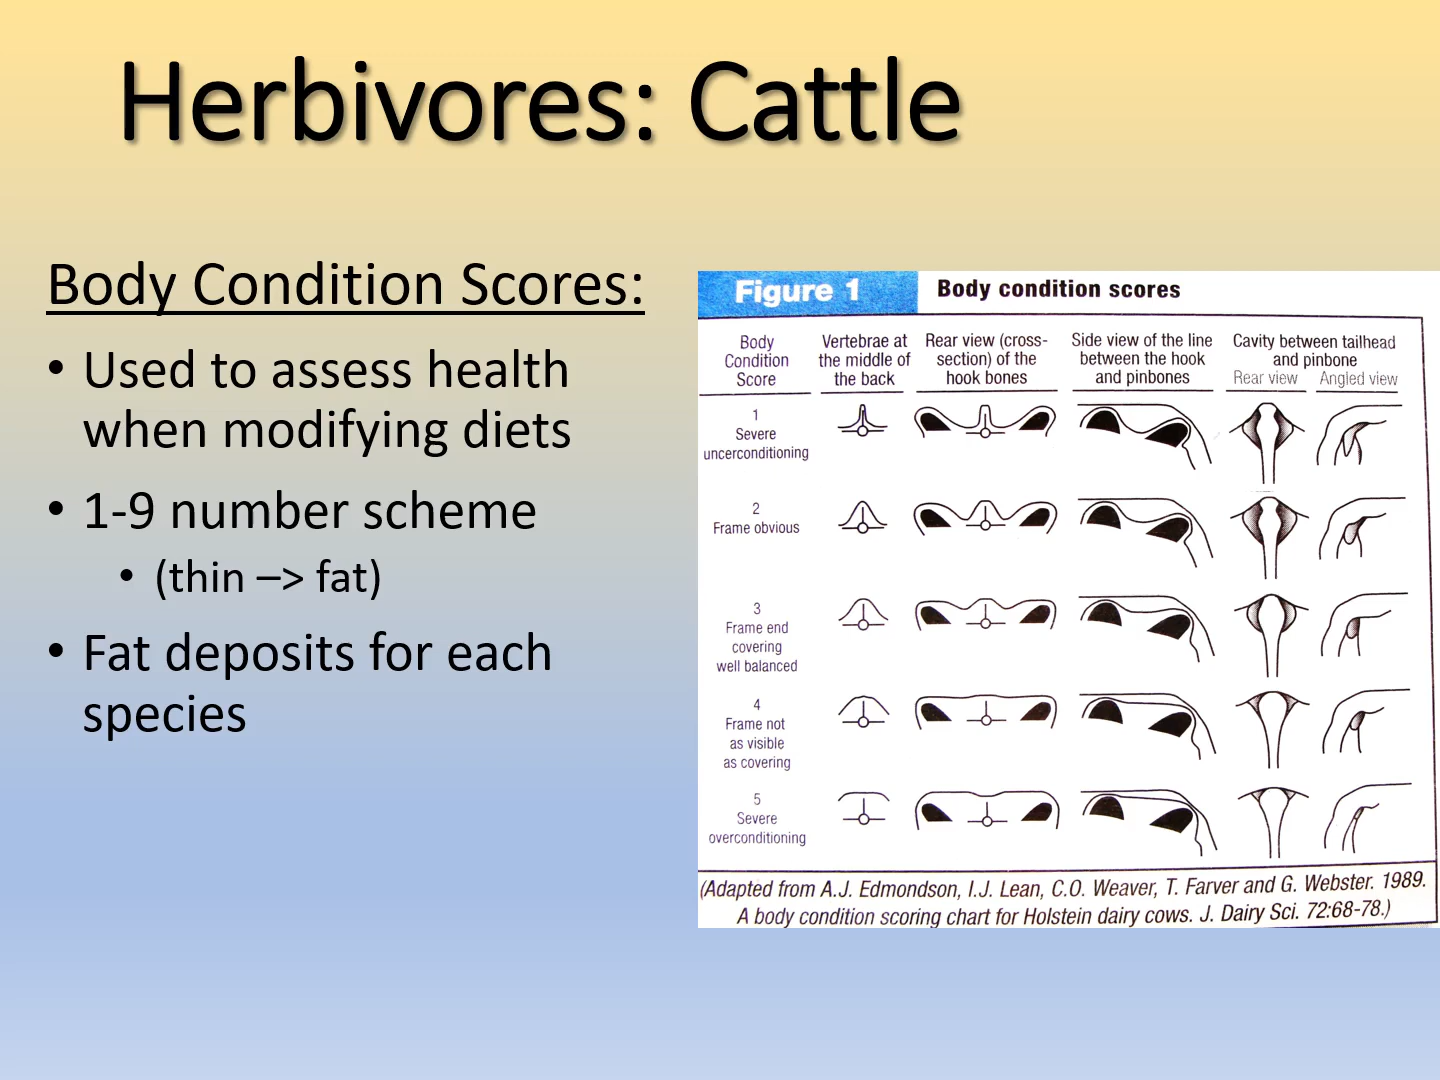 Herbivores: Cattle
Body Condition Scores:
• Used to assess health
when modifying diets
• 1-9 number scheme
• (thin –> fat)
• Fat deposits for each
species
Figure 1
Body condition scores
Body
Condition
Score
Vertebrae at
the middle of
the back
Rear view (cross-
section) of the
hook bones
Side view of the line
between the hook
and pinbones
Cavity between tailhead
and pinbone
Rear view Angled view
1
Severe
uncerconditioning
2
Frame obvious
3
Frame end
covering
well balanced
4
Frame not
as visible
as covering
5
Severe
overconditioning
(Adapted from A.J. Edmondson, I.J. Lean, C.O. Weaver, T. Farver and G. Webster. 1989.
A body condition scoring chart for Holstein dairy cows. J. Dairy Sci. 72:68-78.)